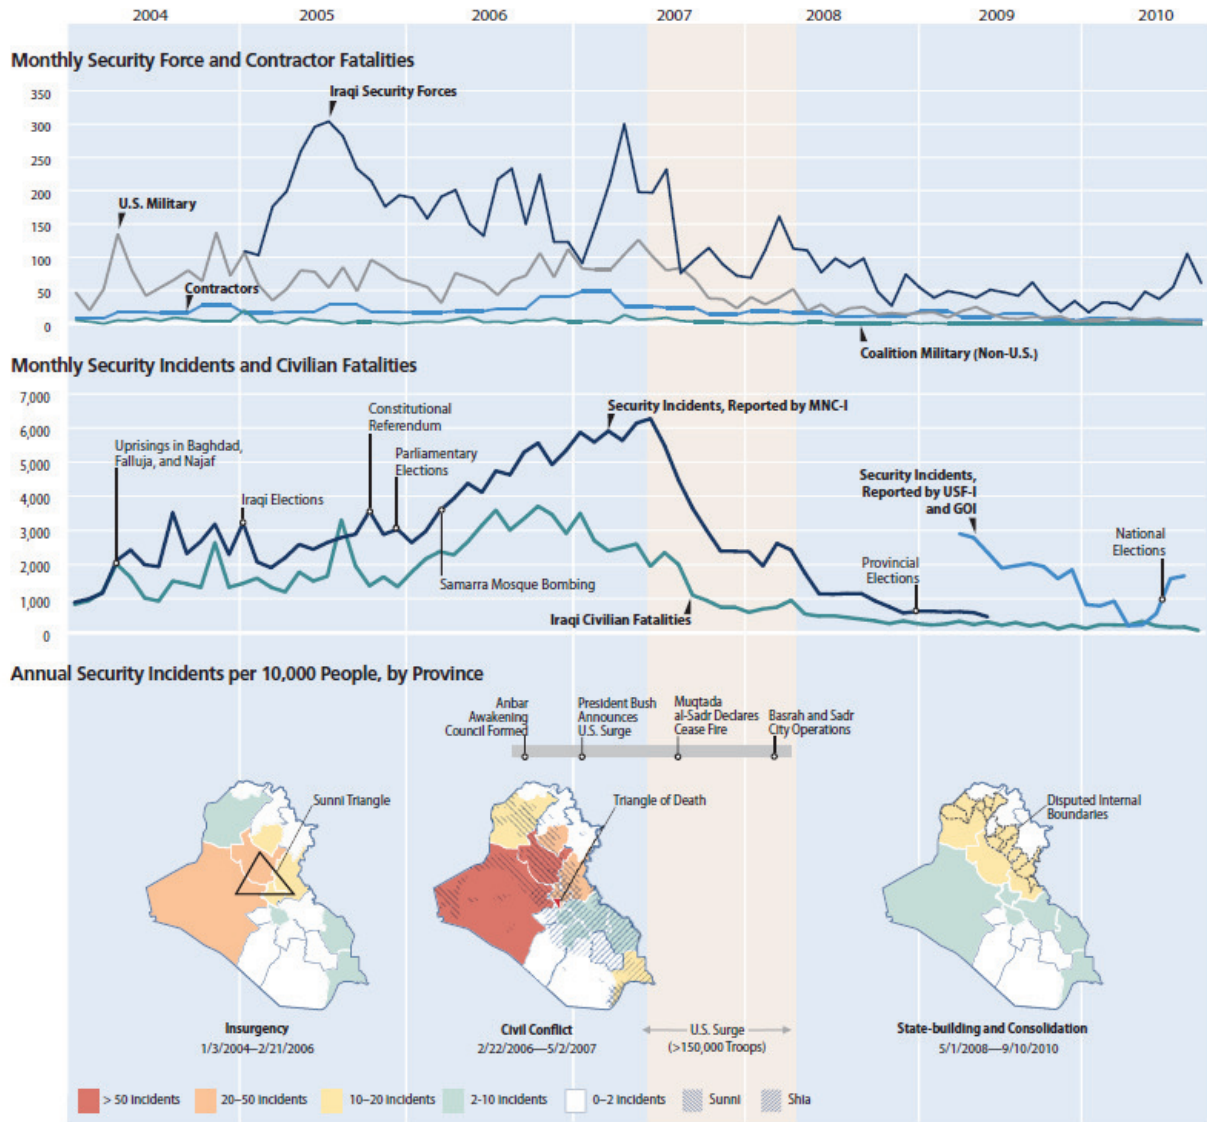 2004 2005 2006 2007 2008 2009 2010
Monthly Security Force and Contractor Fatalities
350
300
250
200
150
100
50
0
Iraqi Security Forces
U.S. Military
Contractors
Coalition Military (Non-U.S.)
Monthly Security Incidents and Civilian Fatalities
7,000
6,000
5,000
4,000
3,000
2,000
1,000
0
Uprisings in Baghdad,
Falluja, and Najaf
Iraqi Elections
Constitutional
Referendum
Parliamentary
Elections
Samarra Mosque Bombing
Security Incidents, Reported by MNC-I
Iraqi Civilian Fatalities
Security Incidents,
Reported by USF-I
and GOI
Provincial
Elections
National
Elections
Annual Security Incidents per 10,000 People, by Province
Anbar
Awakening
Council Formed
President Bush
Announces
U.S. Surge
Muqtada
al-Sadr Declares
Cease Fire
Basrah and Sadr
City Operations
Sunni Triangle
Triangle of Death
Disputed Internal
Boundaries
Insurgency
1/3/2004–2/21/2006
Civil Conflict
2/22/2006—5/2/2007
U.S. Surge
(>150,000 Troops)
State-building and Consolidation
5/1/2008—9/10/2010
> 50 incidents 20–50 incidents 10–20 incidents 2-10 incidents 0–2 incidents Sunni Shia